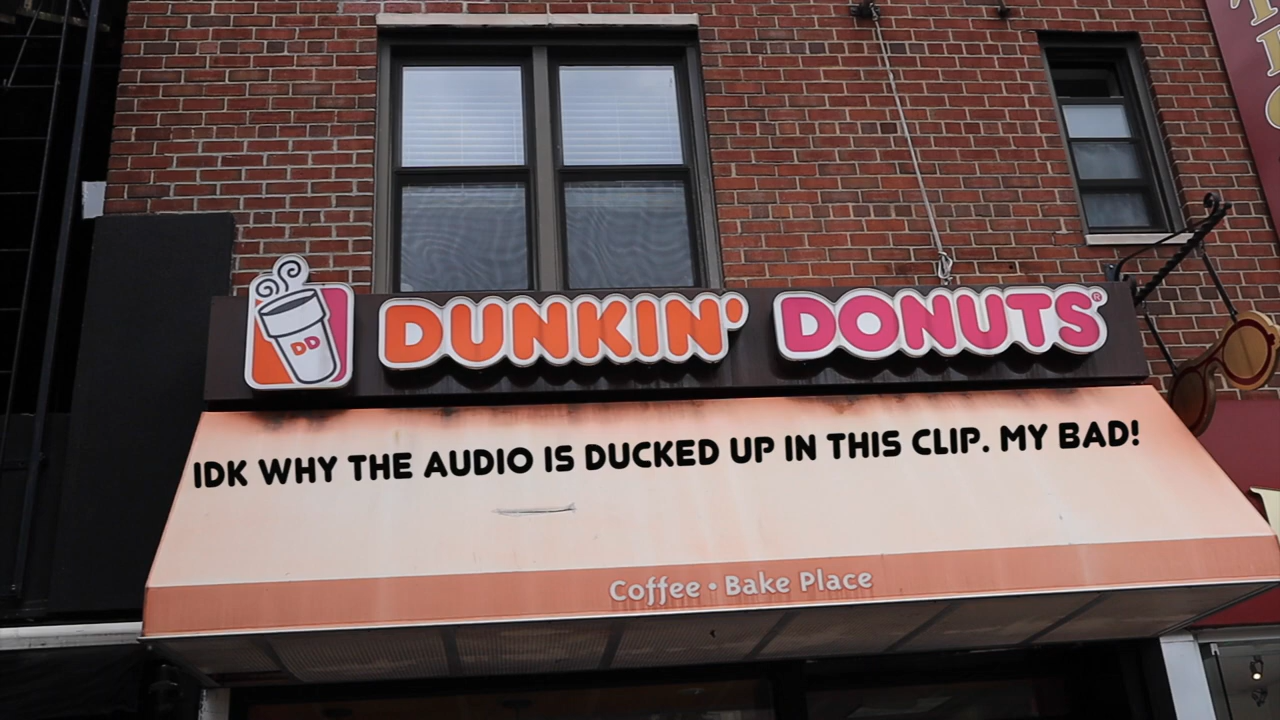 DD
DUNKIN' DONUTS®
IDK WHY THE AUDIO IS DUCKED UP IN THIS CLIP. MY BAD!
Coffee • Bake Place